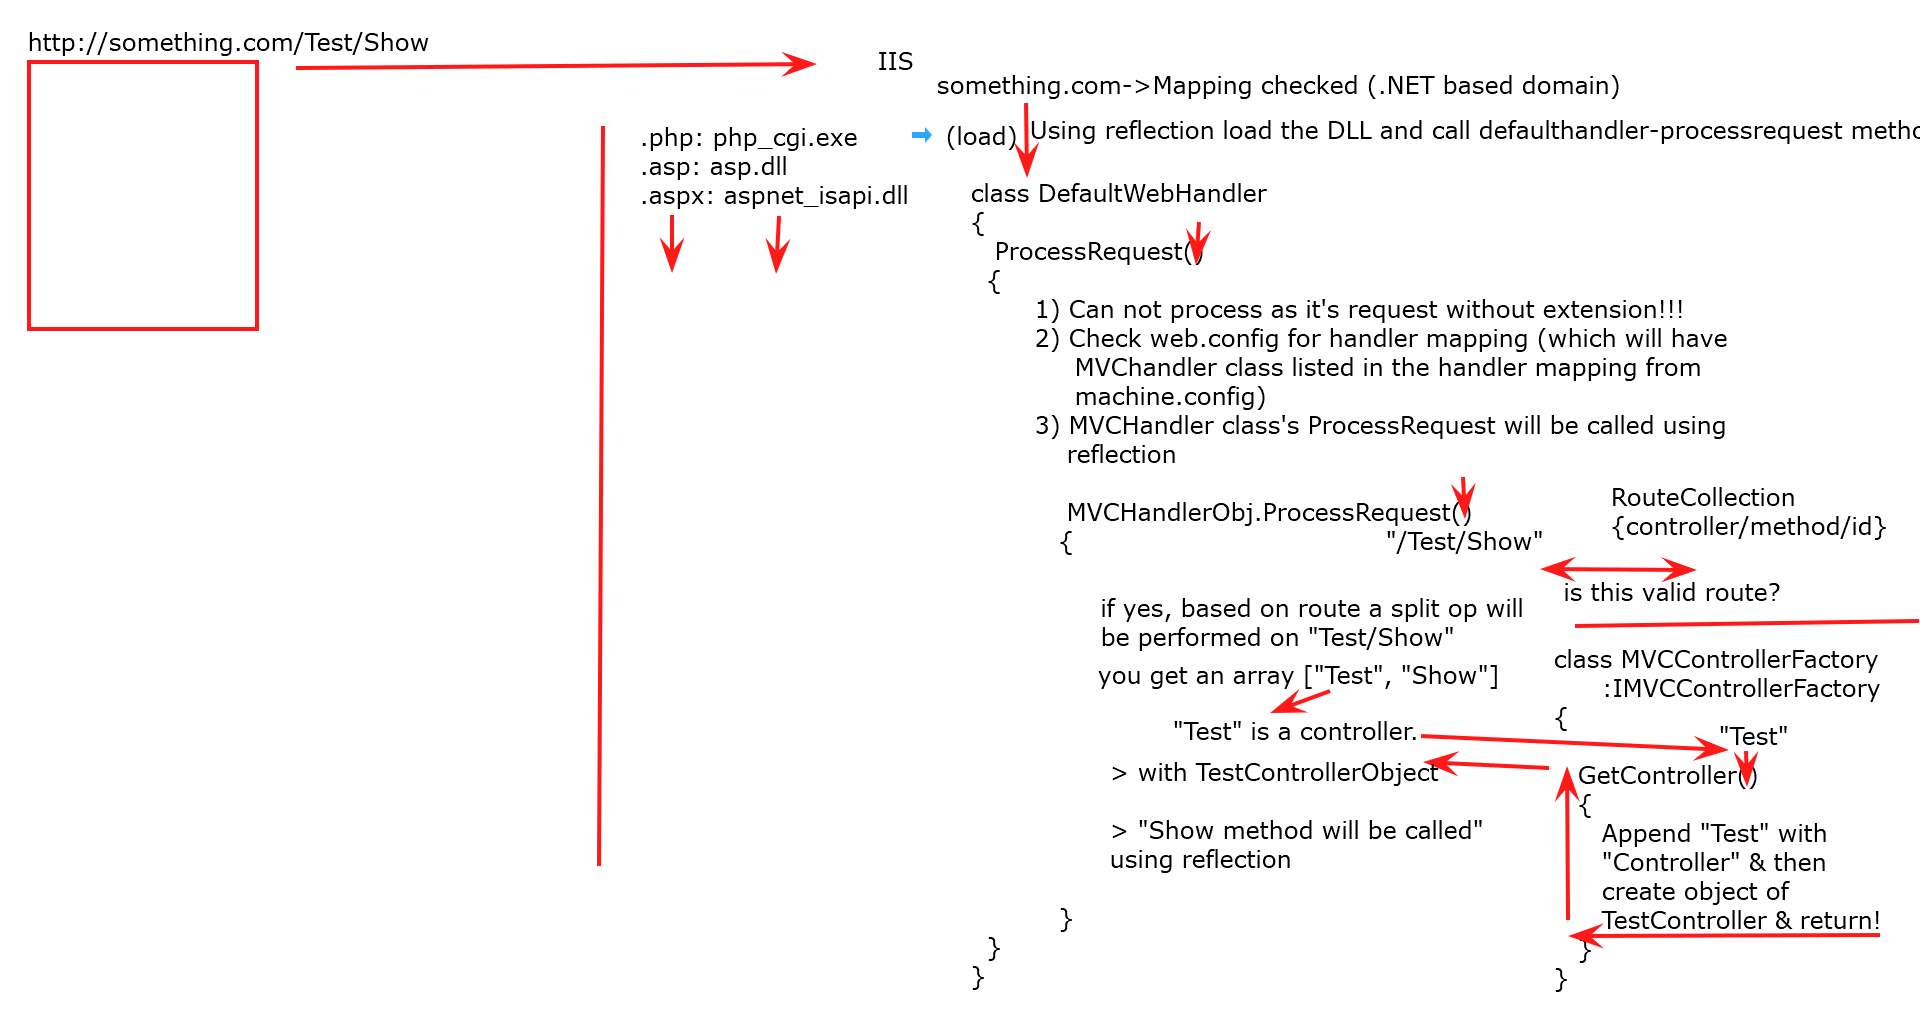 http://something.com/Test/Show
IIS
something.com->Mapping checked (.NET based domain)
.php: php_cgi.exe
.asp: asp.dll
.aspx: aspnet_isapi.dll
(load)
Using reflection load the DLL and call defaulthandler-processrequest
class DefaultWebHandler
{
ProcessRequest()
{
1) Can not process as it's request without extension!!!
2) Check web.config for handler mapping (which will have
MVChandler class listed in the handler mapping from
machine.config)
3) MVCHandler class's ProcessRequest will be called using
reflection
MVCHandlerObj.ProcessRequest()
{ "/Test/Show"
RouteCollection
{controller/method/id}
is this valid route?
if yes, based on route a split op will
be performed on "Test/Show"
you get an array ["Test", "Show"]
"Test" is a controller.
> with TestControllerObject
> "Show method will be called"
using reflection
}
}
}
class MVCControllerFactory
:IMVCControllerFactory
{
"Test"
GetController()
{
Append "Test" with
"Controller" & then
create object of
TestController & return!
}
}